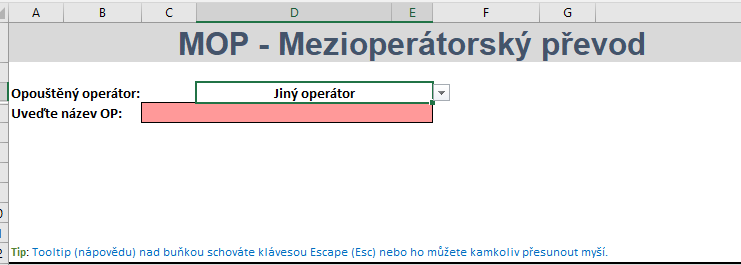 A B C D E F G
MOP - Mezioperátorský převod
Opouštěný operátor: Jiný operátor
Uveďte název OP:
Tip: Tooltip (nápovědu) nad buňkou schováte klávesou Escape (Esc) nebo ho můžete kamkoliv přesunout myší.